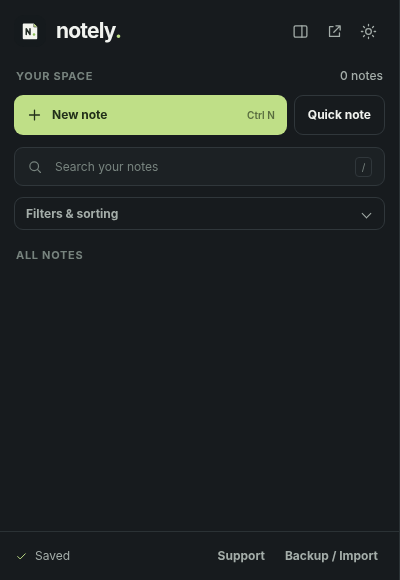 N.
notely.
YOUR SPACE
0 notes
New note
Ctrl N
Quick note
Search your notes
/
Filters & sorting
ALL NOTES
Saved
Support
Backup / Import